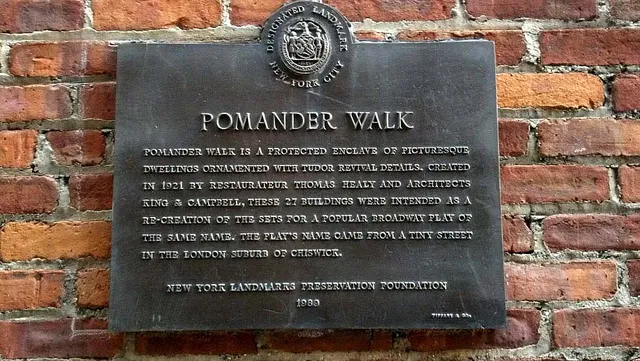 DESIGNATED LANDMARK
NEW YORK CITY
POMANDER WALK
POMANDER WALK IS A PROTECTED ENCLAVE OF PICTURESQUE
DWELLINGS ORNAMENTED WITH TUDOR REVIVAL DETAILS. CREATED
IN 1921 BY RESTAURATEUR THOMAS HEALY AND ARCHITECTS
KING & CAMPBELL, THESE 27 BUILDINGS WERE INTENDED AS A
RE-CREATION OF THE SETS FOR A POPULAR BROADWAY PLAY OF
THE SAME NAME. THE PLAY'S NAME CAME FROM A TINY STREET
IN THE LONDON SUBURB OF CHISWICK.
NEW YORK LANDMARKS PRESERVATION FOUNDATION
1989
TIFFANY & CO.